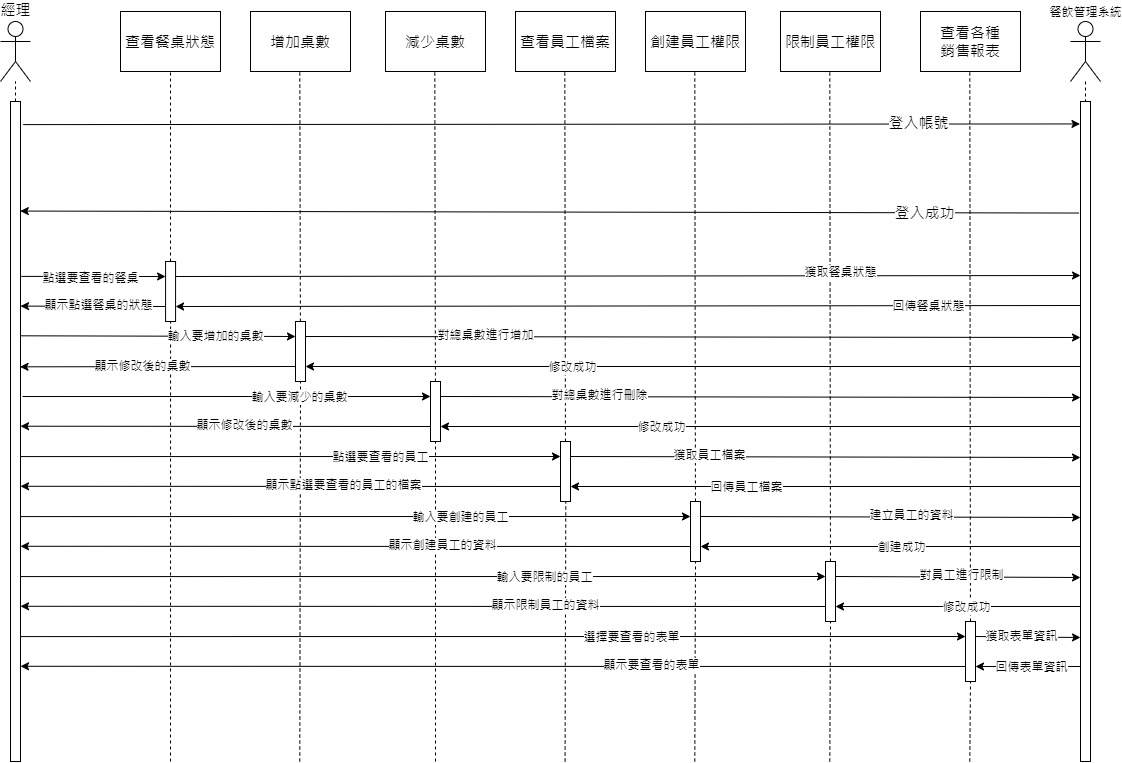 經理
查看餐桌狀態
增加桌數
減少桌數
查看員工檔案
創建員工權限
限制員工權限
查看各種
銷售報表
餐飲管理系統
登入帳號
登入成功
點選要查看的餐桌
獲取餐桌狀態
顯示點選餐桌的狀態
回傳餐桌狀態
輸入要增加的桌數
對總桌數進行增加
顯示修改後的桌數
修改成功
輸入要減少的桌數
對總桌數進行刪除
顯示修改後的桌數
修改成功
點選要查看的員工
獲取員工檔案
顯示點選要查看的員工的檔案
回傳員工檔案
輸入要創建的員工
建立員工的資料
顯示創建員工的資料
創建成功
輸入要限制的員工
對員工進行限制
顯示限制員工的資料
修改成功
選擇要查看的表單
獲取表單資訊
顯示要查看的表單
回傳表單資訊